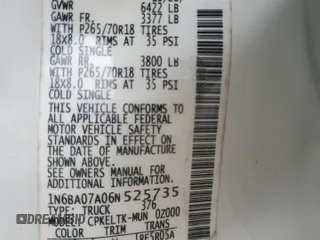 GVWR 6422 LB
GAWR FR. 3377 LB
WITH P265/70R18 TIRES
18x8.0 RIMS AT 35 PSI
COLD SINGLE
GAWR RR. 3800 LB
WITH P265/70R18 TIRES
18x8.0 RIMS AT 35 PSI
COLD SINGLE
THIS VEHICLE CONFORMS TO
ALL APPLICABLE FEDERAL
MOTOR VEHICLE SAFETY
STANDARDS IN EFFECT ON
THE DATE OF MANUFACTURE
SHOWN ABOVE
SEE OWNERS MANUAL FOR
ADDITIONAL INFORMATION
1N6BA07A06N525735
TYPE: TRUCK 376
MODEL: CPKELTK-MUN 0Z000
COLOR TRIM TRANS